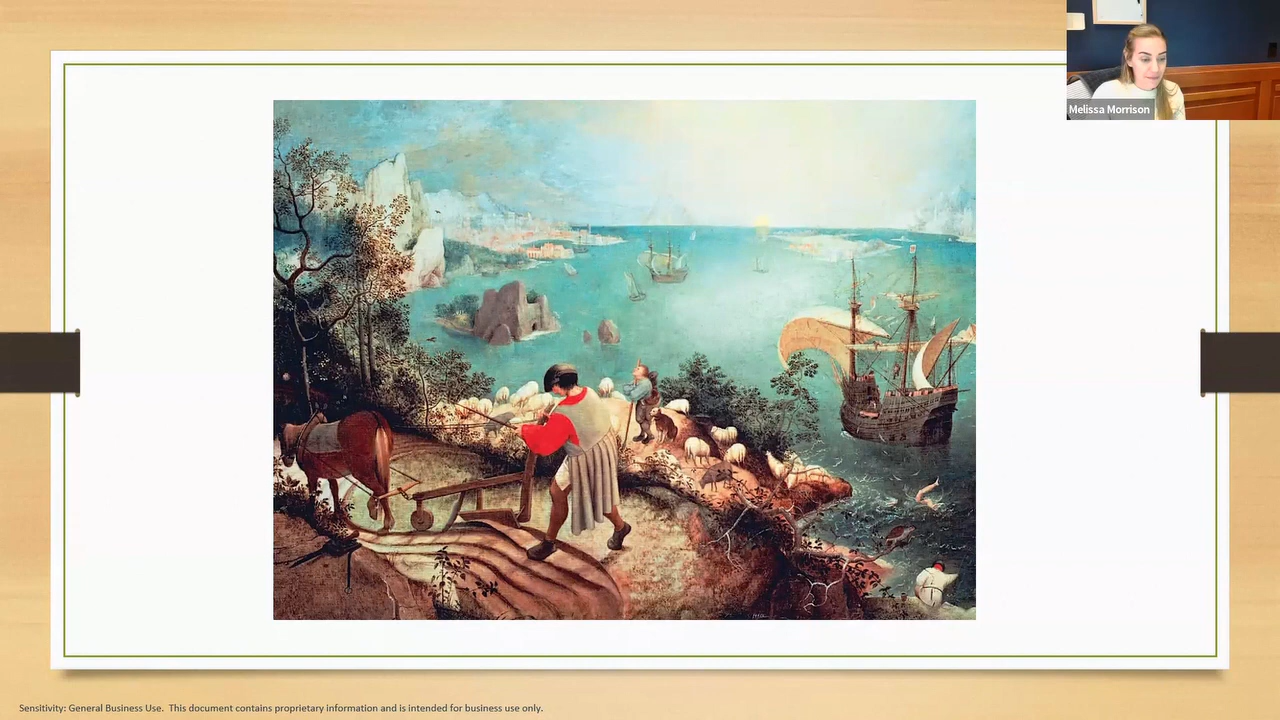 Melissa Morrison
Sensitivity: General Business Use.  This document contains proprietary information and is intended for business use only.